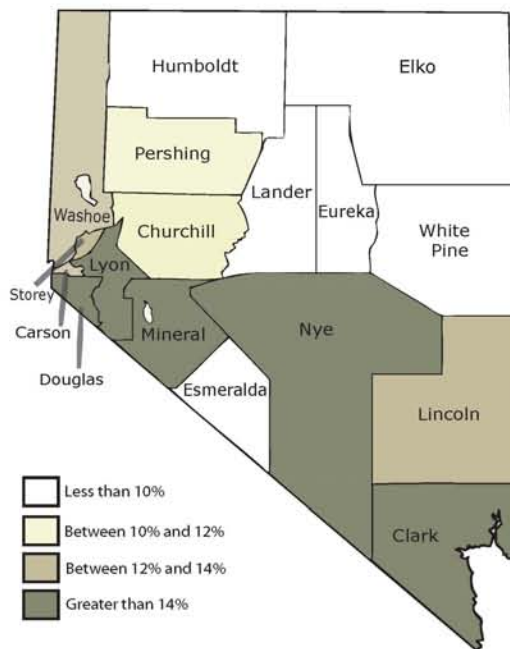 Humboldt
Elko
Pershing
Lander
Eureka
Washoe
Churchill
White
Pine
Lyon
Storey
Carson
Mineral
Nye
Douglas
Esmeralda
Lincoln
Clark
Less than 10%
Between 10% and 12%
Between 12% and 14%
Greater than 14%